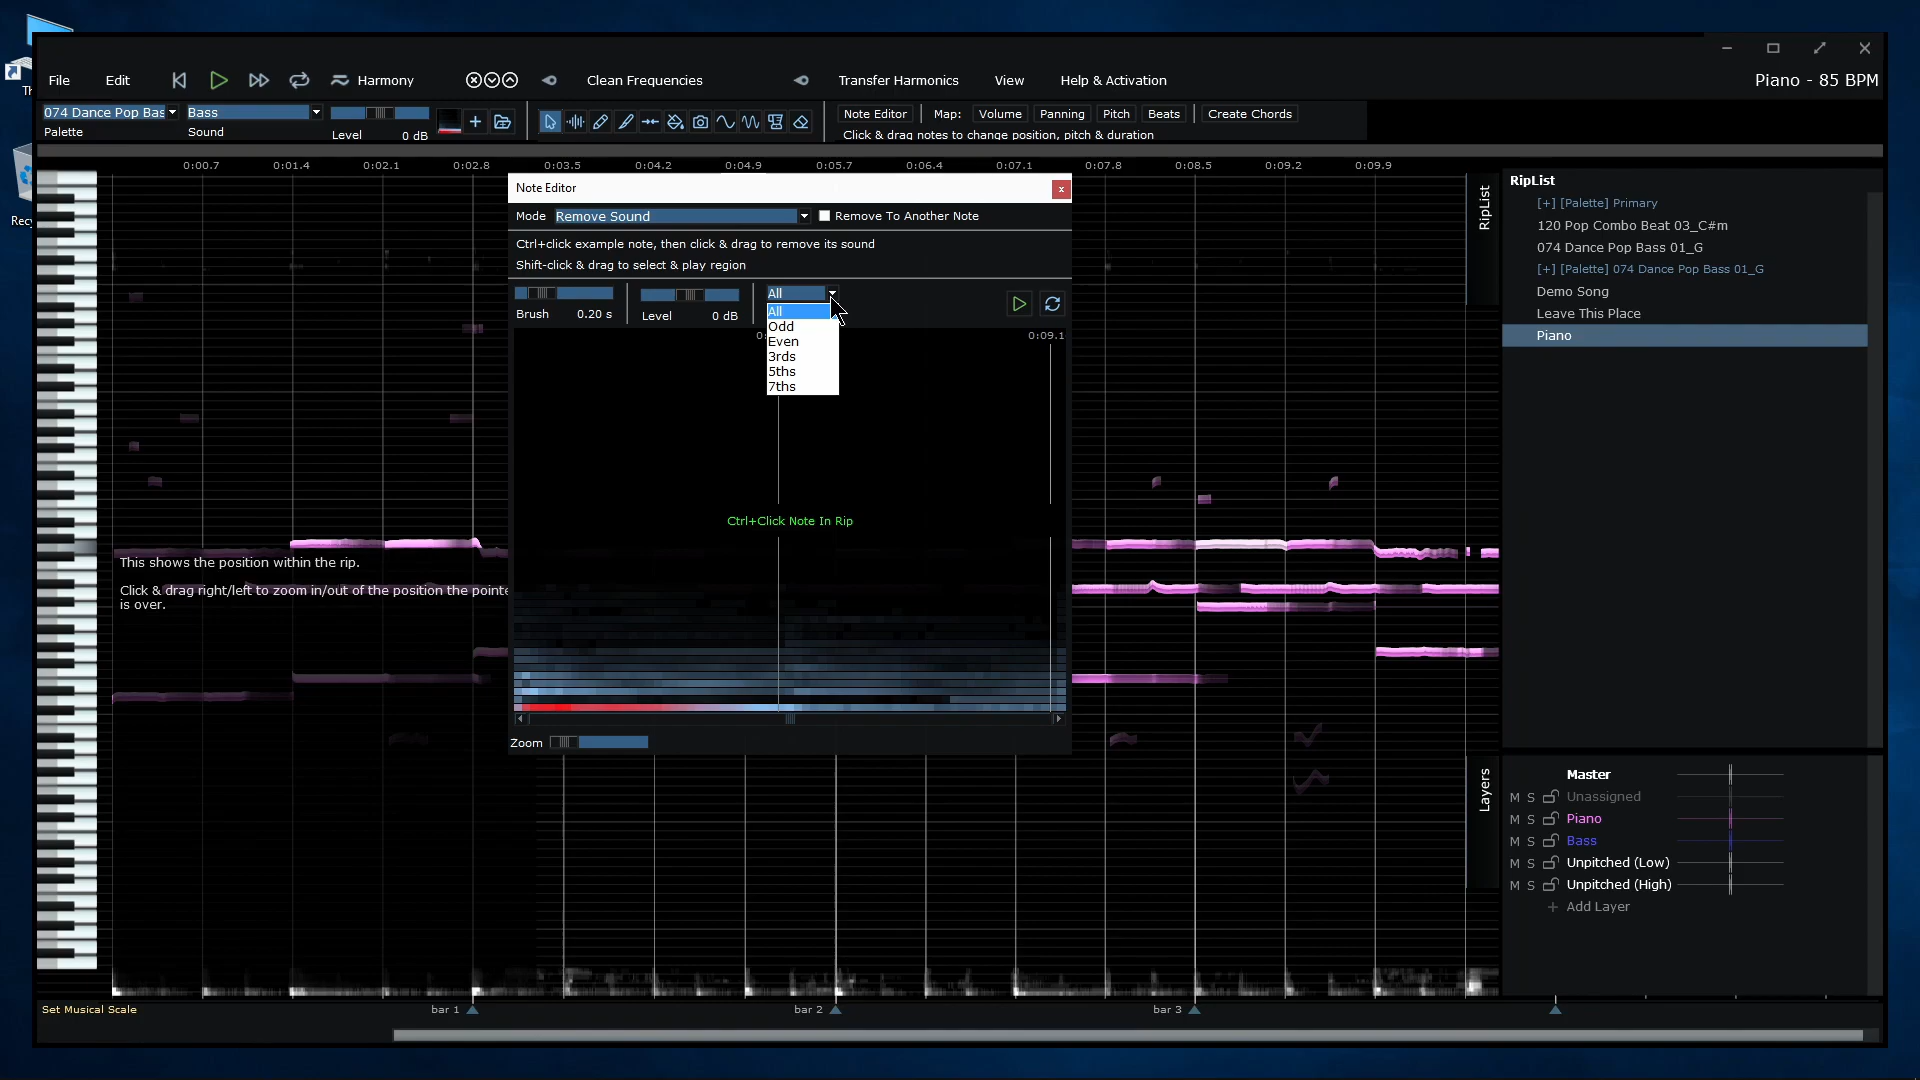 File Edit Harmony Clean Frequencies Transfer Harmonics View Help & Activation
Piano - 85 BPM
074 Dance Pop Bas Bass
Palette Sound Level 0 dB
Note Editor Map: Volume Panning Pitch Beats Create Chords
Click & drag notes to change position, pitch & duration
0:00.7 0:01.4 0:02.1 0:02.8 0:03.5 0:04.2 0:04.9 0:05.7 0:06.4 0:07.1 0:07.8 0:08.5 0:09.2 0:09.9
Note Editor
x
Mode Remove Sound Remove To Another Note
Ctrl+click example note, then click & drag to remove its sound
Shift-click & drag to select & play region
All
Brush 0.20 s Level 0 dB
All
Odd
Even
3rds
5ths
7ths
0:09.1
Ctrl+Click Note In Rip
Zoom
This shows the position within the rip.
Click & drag right/left to zoom in/out of the position the pointe
is over.
RipList
RipList
[+] [Palette] Primary
120 Pop Combo Beat 03_C#m
074 Dance Pop Bass 01_G
[+] [Palette] 074 Dance Pop Bass 01_G
Demo Song
Leave This Place
Piano
Layers
Master
M S Unassigned
M S Piano
M S Bass
M S Unpitched (Low)
M S Unpitched (High)
+ Add Layer
Set Musical Scale
bar 1 bar 2 bar 3